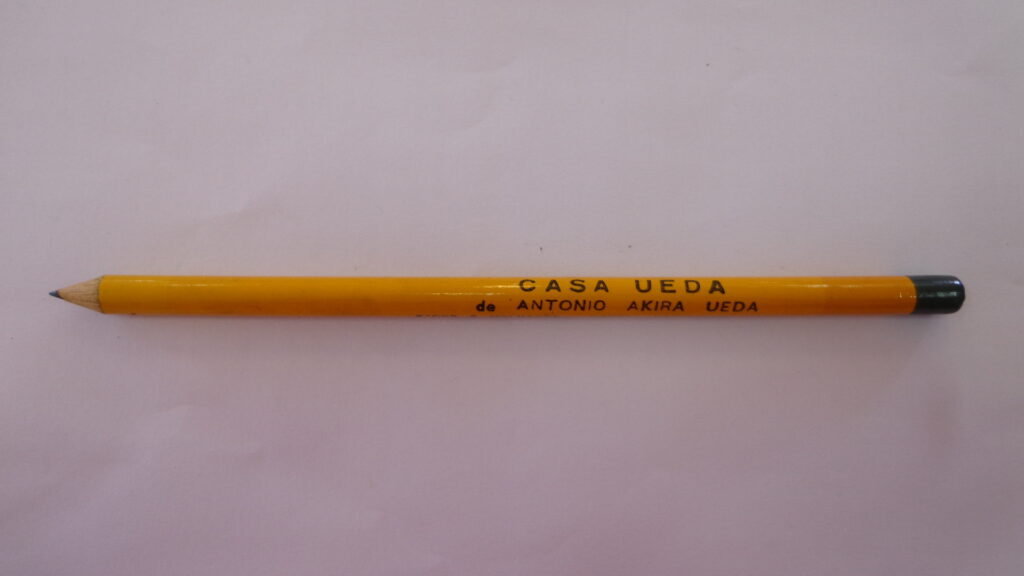 CASA UEDA
de ANTONIO AKIRA UEDA